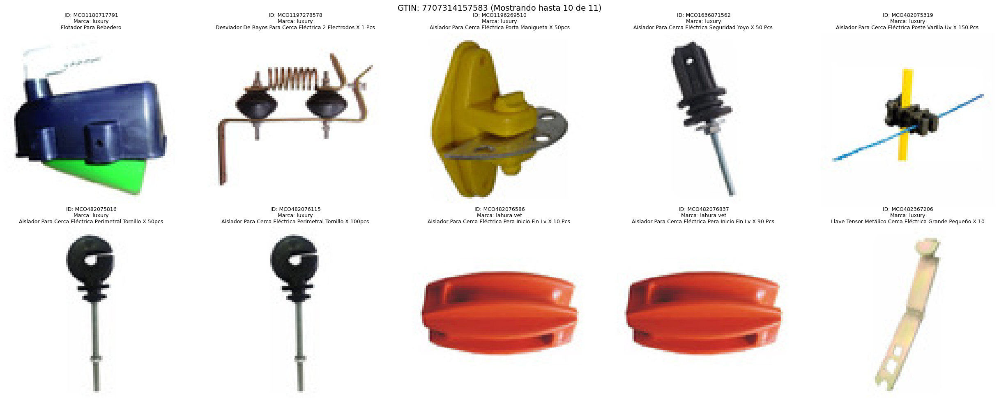 GTIN: 7707314157583 (Mostrando hasta 10 de 11)
ID: MCO1180717791
Marca: luxury
Flotador Para Bebedero
ID: MCO1197278578
Marca: luxury
Desviador De Rayos Para Cerca Eléctrica 2 Electrodos X 1 Pcs
ID: MCO1196269510
Marca: luxury
Aislador Para Cerca Eléctrica Porta Manigueta X 50pcs
ID: MCO1636871562
Marca: luxury
Aislador Para Cerca Eléctrica Seguridad Yoyo X 50 Pcs
ID: MCO482075319
Marca: luxury
Aislador Para Cerca Eléctrica Poste Varilla Uv X 150 Pcs
ID: MCO482075816
Marca: luxury
Aislador Para Cerca Eléctrica Perimetral Tornillo X 50pcs
ID: MCO482076115
Marca: luxury
Aislador Para Cerca Eléctrica Perimetral Tornillo X 100pcs
ID: MCO482076586
Marca: lahura vet
Aislador Para Cerca Eléctrica Pera Inicio Fin Lv X 10 Pcs
ID: MCO482076837
Marca: lahura vet
Aislador Para Cerca Eléctrica Pera Inicio Fin Lv X 90 Pcs
ID: MCO482367206
Marca: luxury
Llave Tensor Metálico Cerca Eléctrica Grande Pequeño X 10